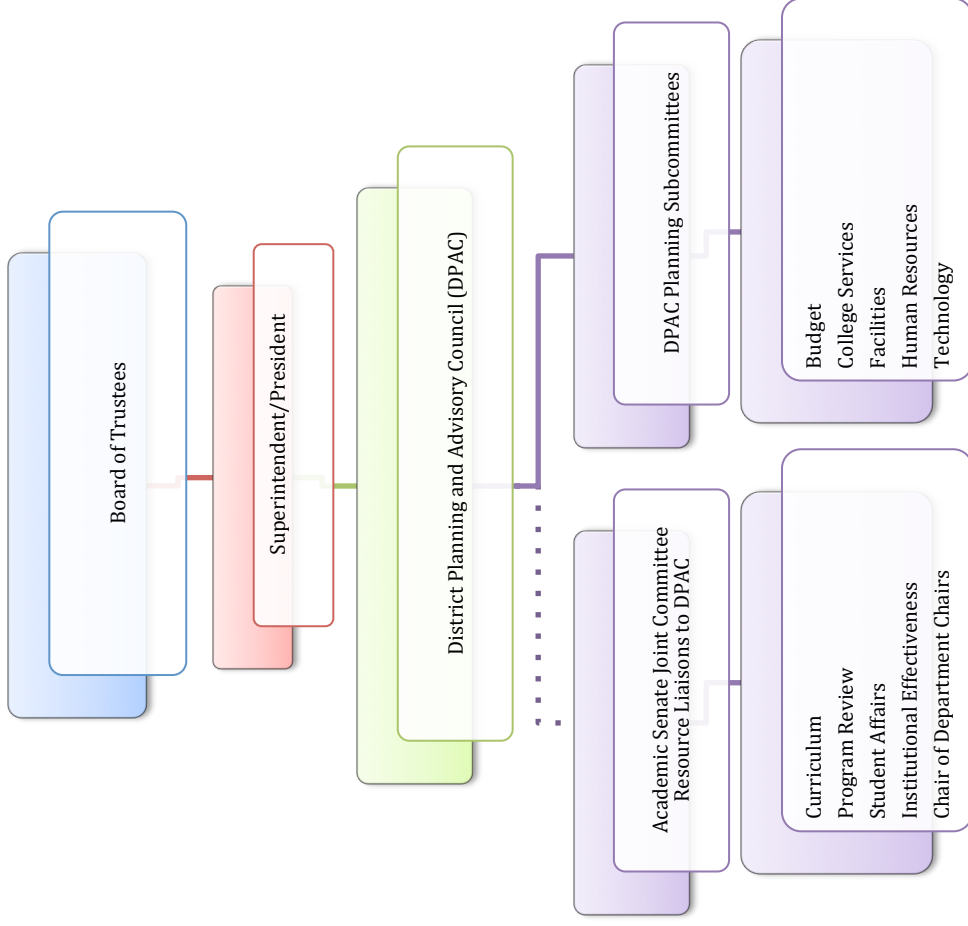 Board of Trustees
Superintendent/President
District Planning and Advisory Council (DPAC)
Academic Senate Joint Committee
Resource Liaisons to DPAC
Curriculum
Program Review
Student Affairs
Institutional Effectiveness
Chair of Department Chairs
DPAC Planning Subcommittees
Budget
College Services
Facilities
Human Resources
Technology